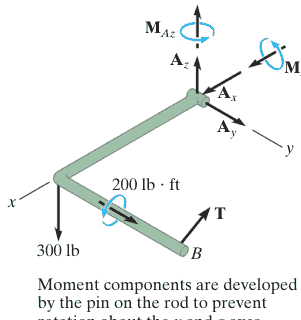 M_Az
A_z
M
A_x
A_y
y
x
200 lb · ft
T
300 lb
B
Moment components are developed
by the pin on the rod to prevent